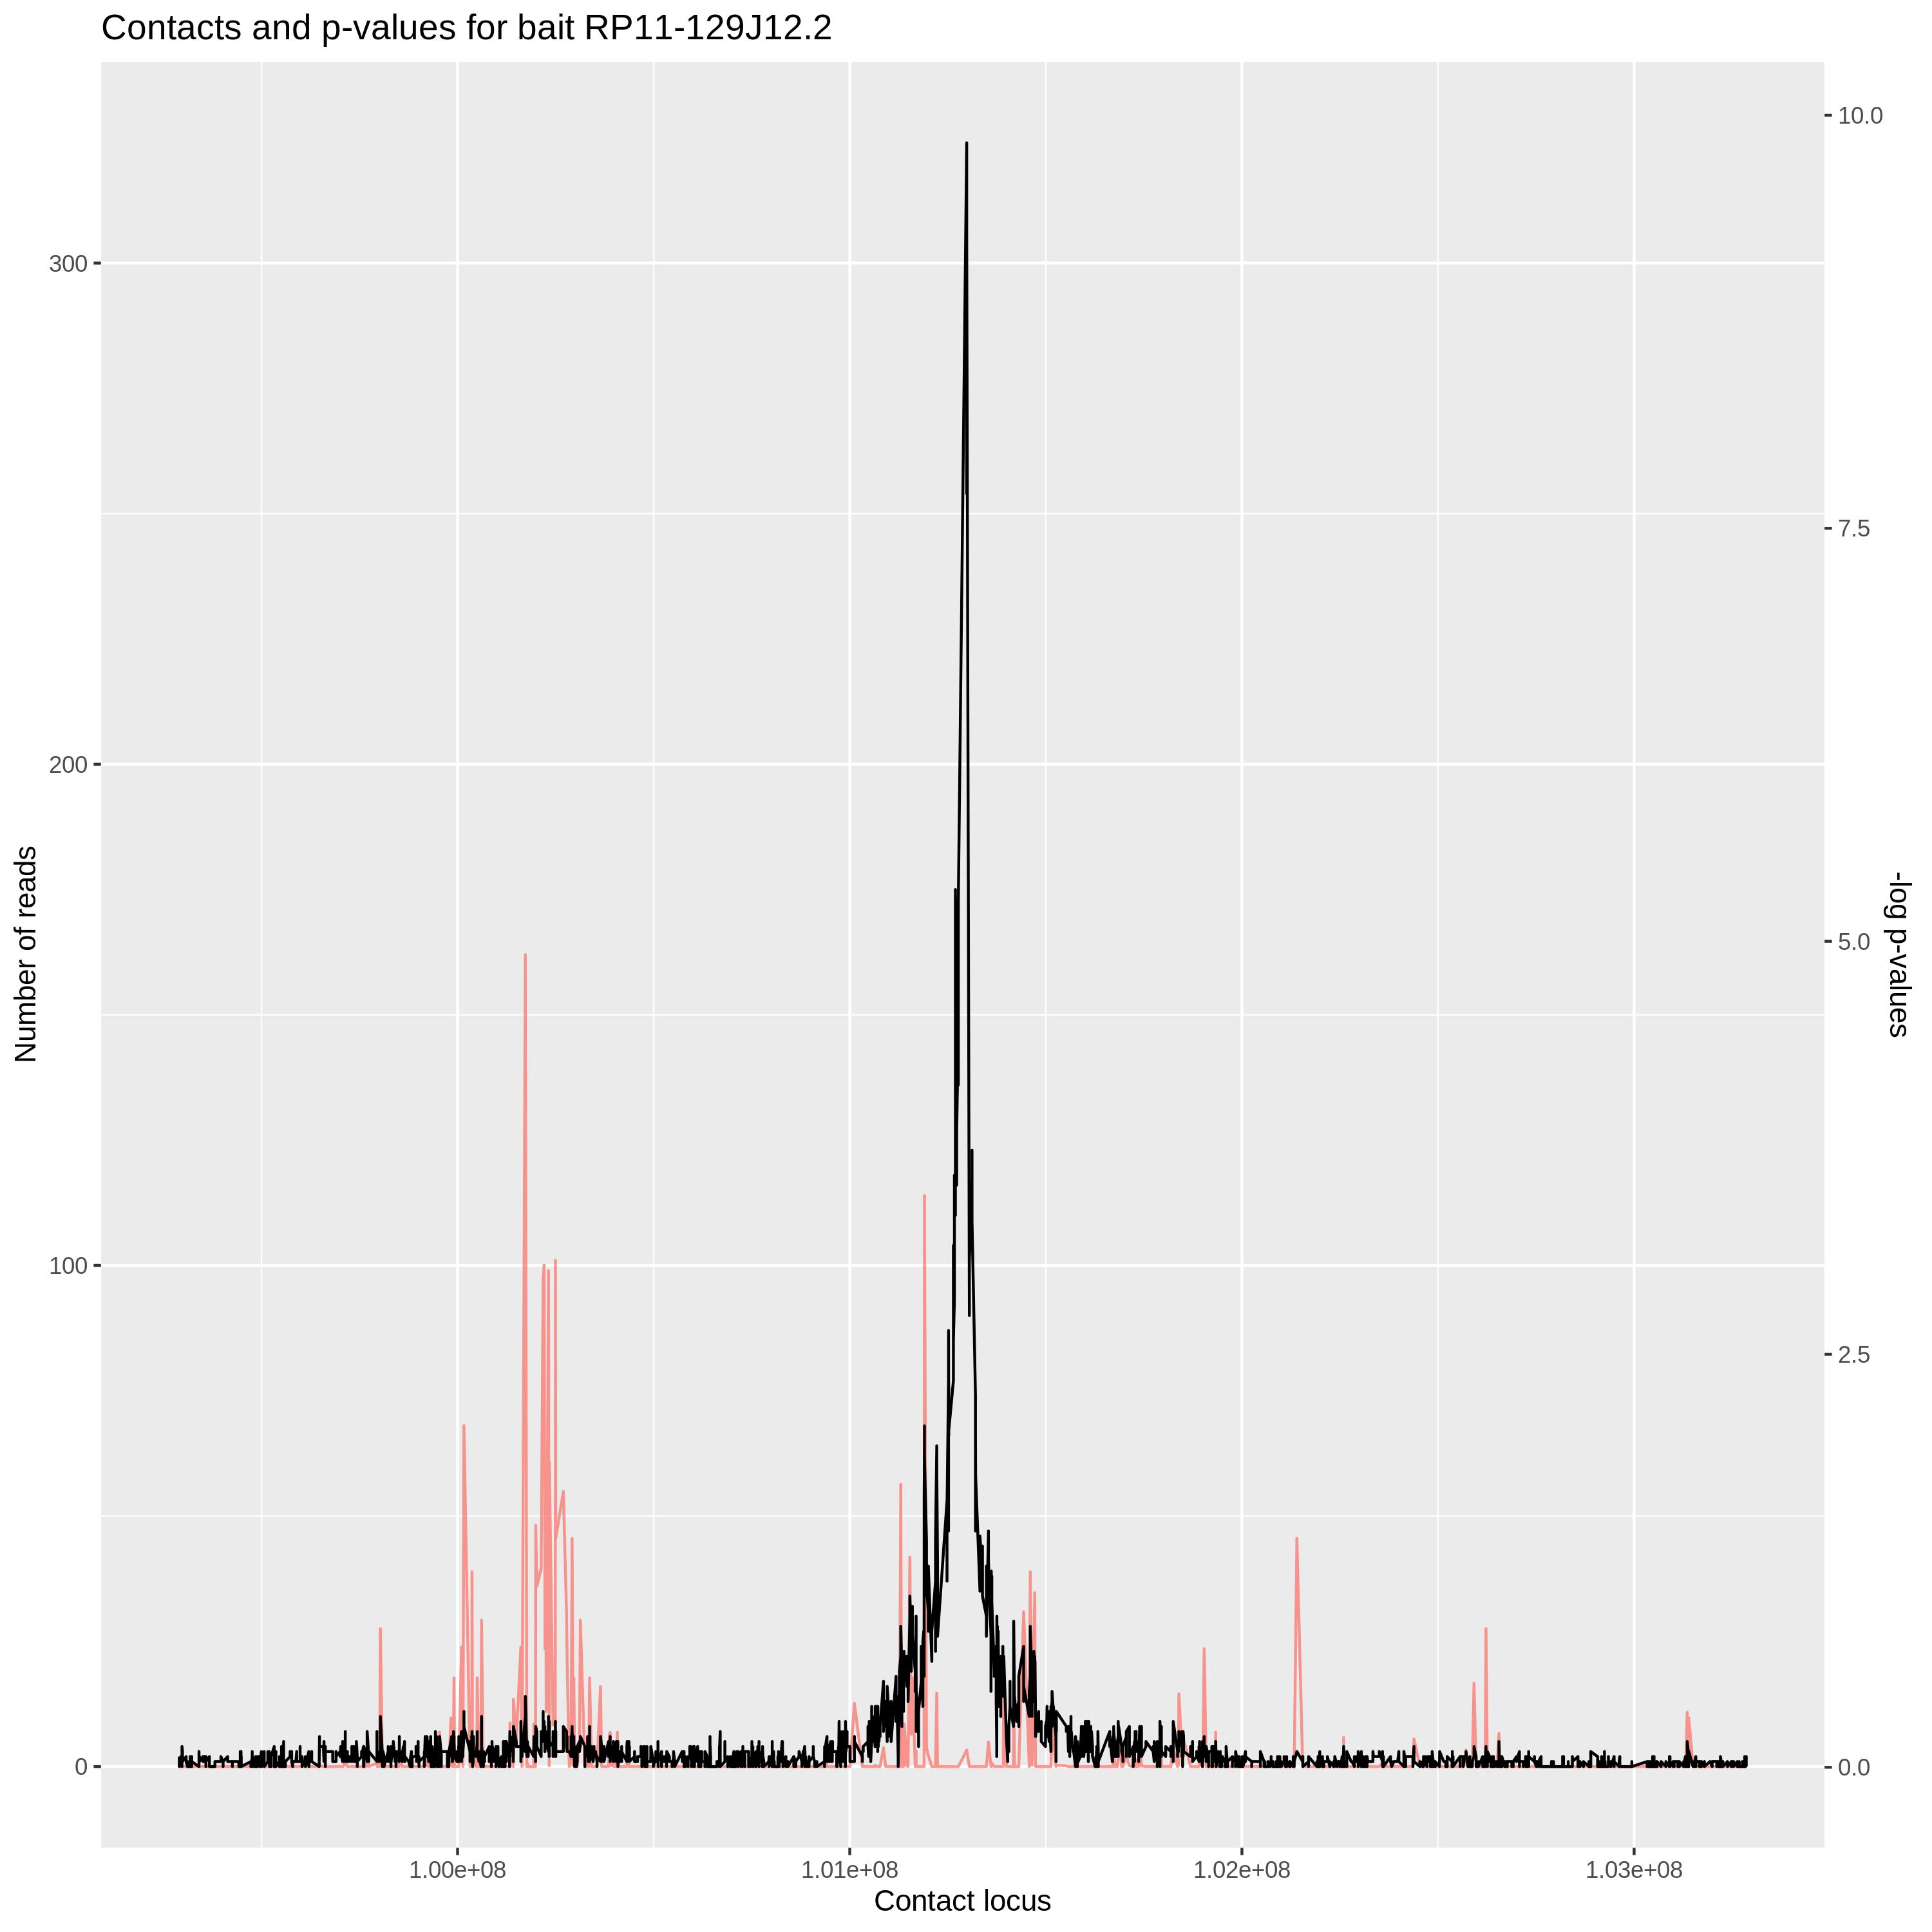 Contacts and p-values for bait RP11-129J12.2
Number of reads
300
200
100
0
10.0
7.5
5.0
2.5
0.0
-log p-values
1.00e+08
1.01e+08
1.02e+08
1.03e+08
Contact locus